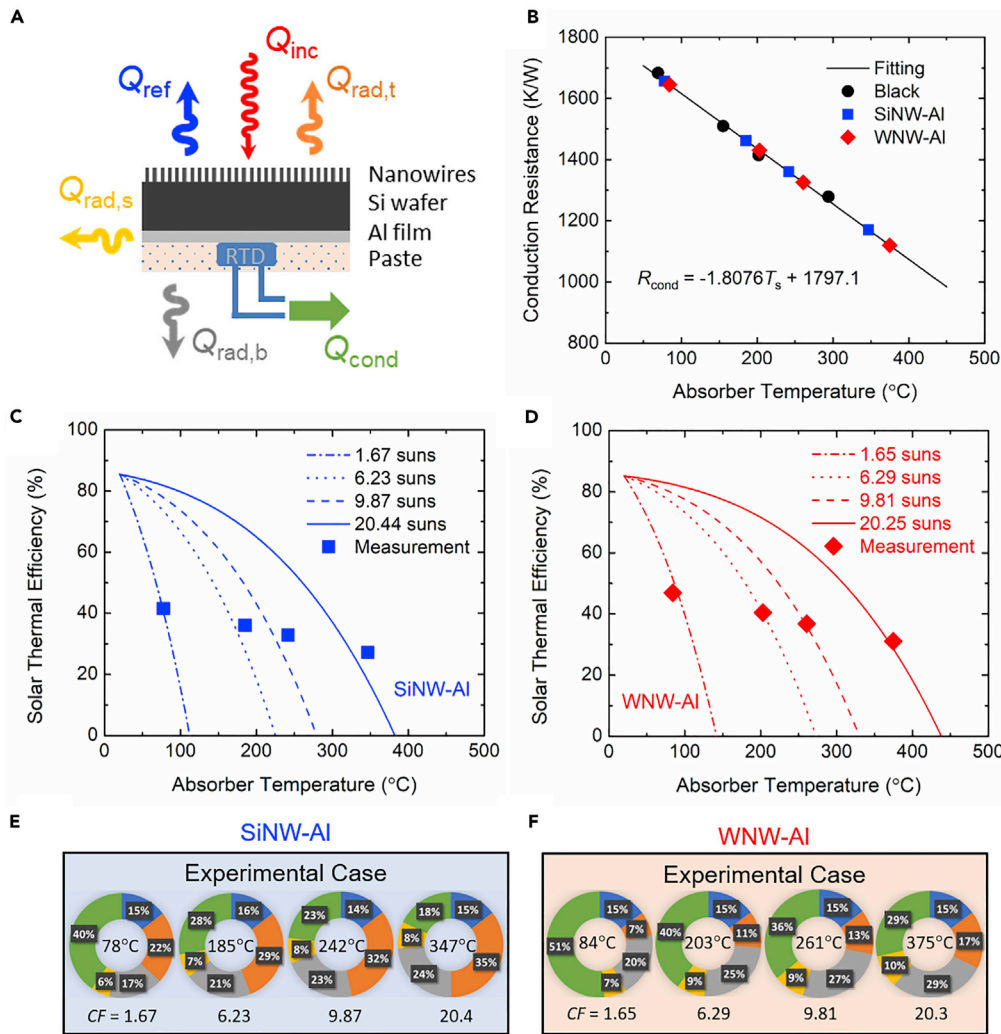 A
Q_inc
Q_ref
Q_rad,t
Q_rad,s
Nanowires
Si wafer
Al film
Paste
RTD
Q_rad,b
Q_cond
B
1800
1600
1400
1200
1000
800
Conduction Resistance (K/W)
Fitting
Black
SiNW-Al
WNW-Al
R_cond = -1.8076T_s + 1797.1
0 100 200 300 400 500
Absorber Temperature (°C)
C
100
80
60
40
20
0
Solar Thermal Efficiency (%)
1.67 suns
6.23 suns
9.87 suns
20.44 suns
Measurement
SiNW-Al
0 100 200 300 400 500
Absorber Temperature (°C)
D
100
80
60
40
20
0
Solar Thermal Efficiency (%)
1.65 suns
6.29 suns
9.81 suns
20.25 suns
Measurement
WNW-Al
0 100 200 300 400 500
Absorber Temperature (°C)
E
SiNW-Al
Experimental Case
15% 22% 17% 6% 40% 78°C
16% 29% 21% 7% 28% 185°C
14% 32% 23% 8% 23% 242°C
15% 35% 24% 8% 18% 347°C
CF = 1.67 6.23 9.87 20.4
F
WNW-Al
Experimental Case
15% 7% 20% 7% 51% 84°C
15% 11% 25% 9% 40% 203°C
15% 13% 27% 9% 36% 261°C
15% 17% 29% 10% 29% 375°C
CF = 1.65 6.29 9.81 20.3